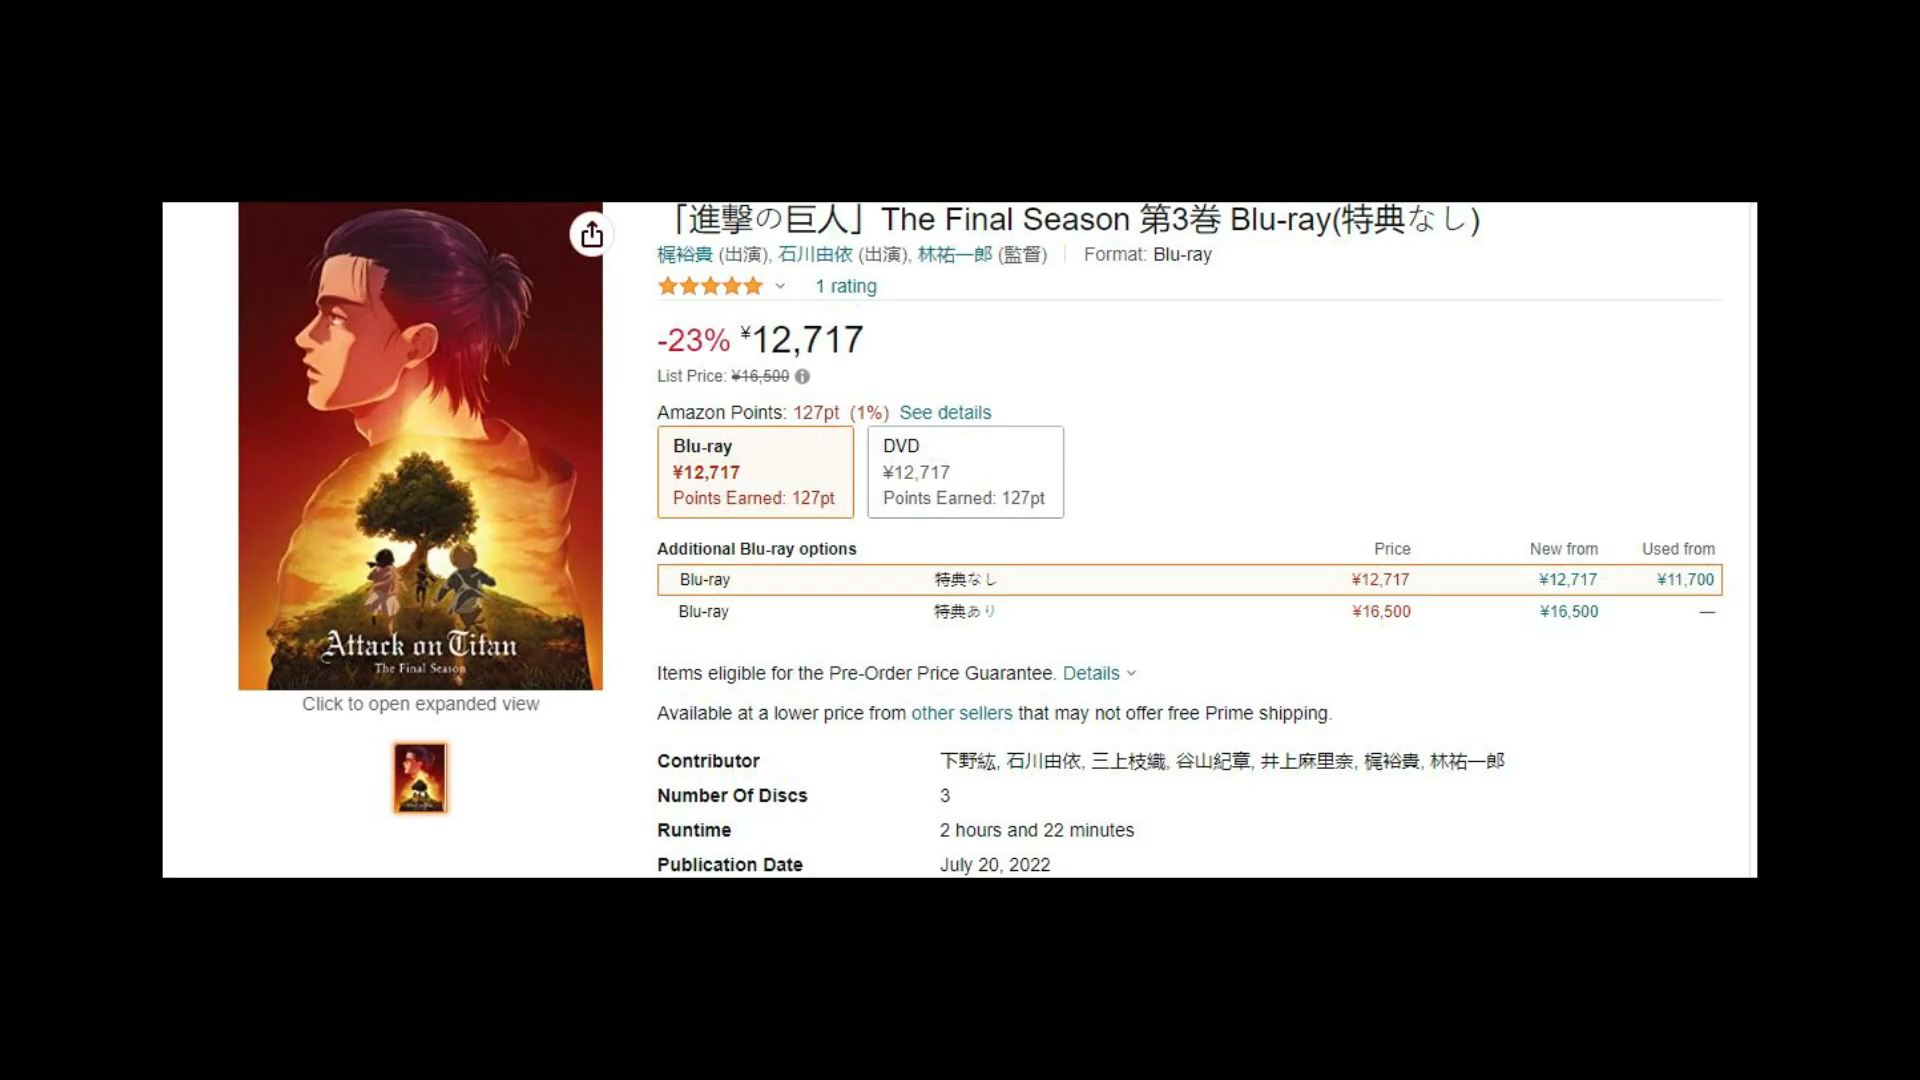 「進撃の巨人」The Final Season 第3巻 Blu-ray(特典なし)
梶裕貴 (出演), 石川由依 (出演), 林祐一郎 (監督) Format: Blu-ray
1 rating
-23% ¥12,717
List Price: ¥16,500
Amazon Points: 127pt (1%) See details
Blu-ray
¥12,717
Points Earned: 127pt
DVD
¥12,717
Points Earned: 127pt
Additional Blu-ray options Price New from Used from
Blu-ray 特典なし ¥12,717 ¥12,717 ¥11,700
Blu-ray 特典あり ¥16,500 ¥16,500 —
Items eligible for the Pre-Order Price Guarantee. Details
Available at a lower price from other sellers that may not offer free Prime shipping.
Contributor 下野紘, 石川由依, 三上枝織, 谷山紀章, 井上麻里奈, 梶裕貴, 林祐一郎
Number Of Discs 3
Runtime 2 hours and 22 minutes
Publication Date July 20, 2022
Attack on Titan
The Final Season
Click to open expanded view